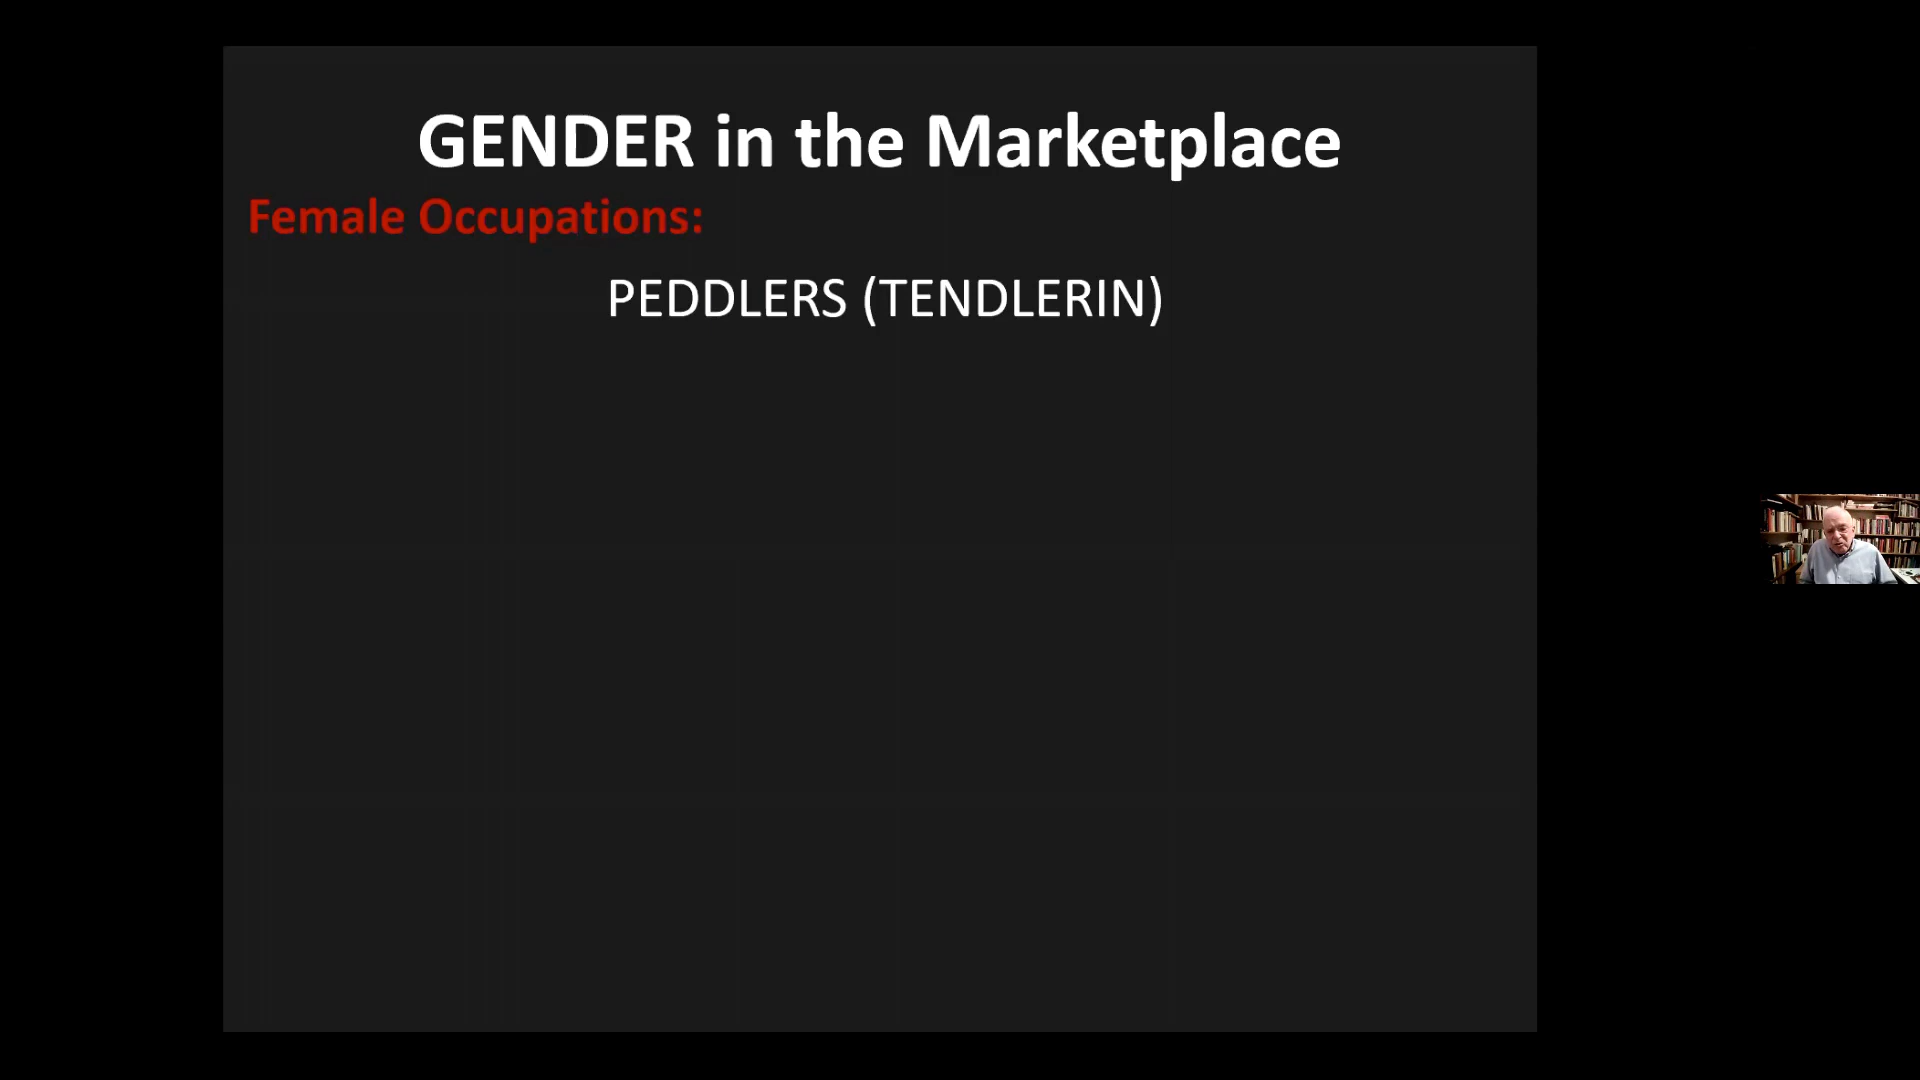 GENDER in the Marketplace
Female Occupations:
PEDDLERS (TENDLERIN)